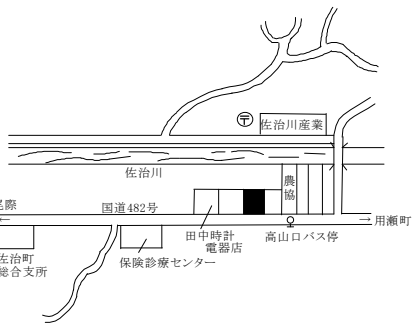 〒
佐治川産業
佐治川
農協
尾際
国道482号
用瀬町
田中時計
電器店
高山口バス停
佐治町
総合支所
保険診療センター